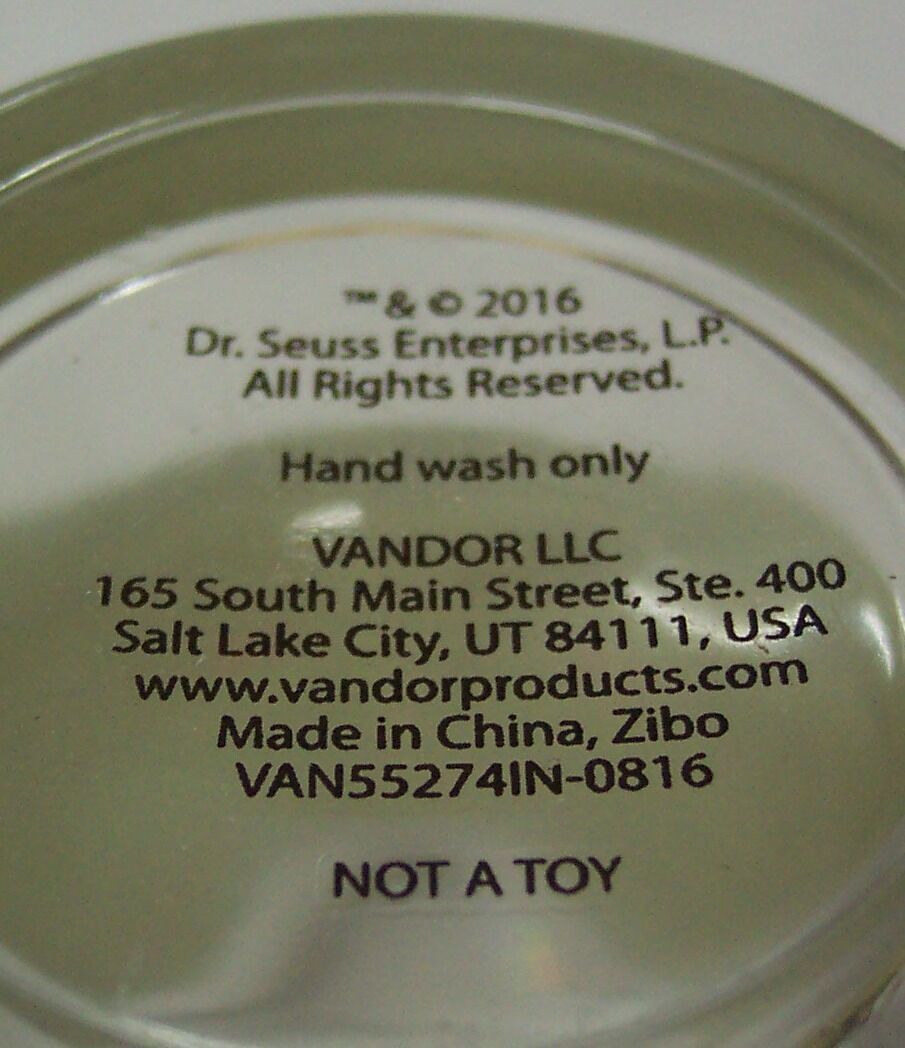 ™ & © 2016
Dr. Seuss Enterprises, L.P.
All Rights Reserved.
Hand wash only
VANDOR LLC
165 South Main Street, Ste. 400
Salt Lake City, UT 84111, USA
www.vandorproducts.com
Made in China, Zibo
VAN55274IN-0816
NOT A TOY